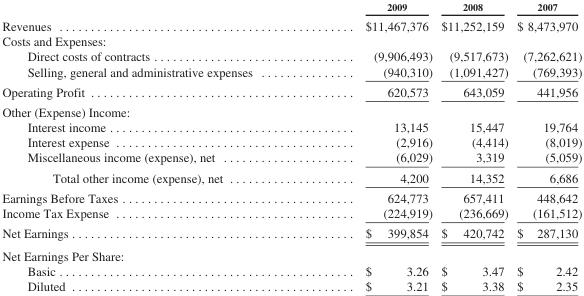 2009 2008 2007
Revenues $11,467,376 $11,252,159 $ 8,473,970
Costs and Expenses:
Direct costs of contracts (9,906,493) (9,517,673) (7,262,621)
Selling, general and administrative expenses (940,310) (1,091,427) (769,393)
Operating Profit 620,573 643,059 441,956
Other (Expense) Income:
Interest income 13,145 15,447 19,764
Interest expense (2,916) (4,414) (8,019)
Miscellaneous income (expense), net (6,029) 3,319 (5,059)
Total other income (expense), net 4,200 14,352 6,686
Earnings Before Taxes 624,773 657,411 448,642
Income Tax Expense (224,919) (236,669) (161,512)
Net Earnings $ 399,854 $ 420,742 $ 287,130
Net Earnings Per Share:
Basic $ 3.26 $ 3.47 $ 2.42
Diluted $ 3.21 $ 3.38 $ 2.35